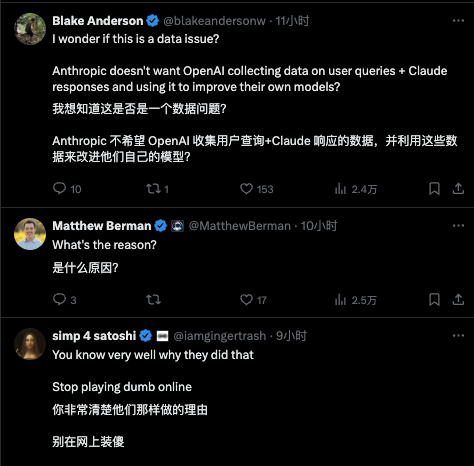 Blake Anderson @blakeandersonw · 11小时
I wonder if this is a data issue?
Anthropic doesn't want OpenAI collecting data on user queries + Claude
responses and using it to improve their own models?
我想知道这是否是一个数据问题?
Anthropic 不希望 OpenAI 收集用户查询+Claude 响应的数据，并利用这些数
据来改进他们自己的模型?
10 1 153 2.4万
Matthew Berman @MatthewBerman · 10小时
What's the reason?
是什么原因?
3 17 2.5万
simp 4 satoshi @iamgingertrash · 9小时
You know very well why they did that
Stop playing dumb online
你非常清楚他们那样做的理由
别在网上装傻